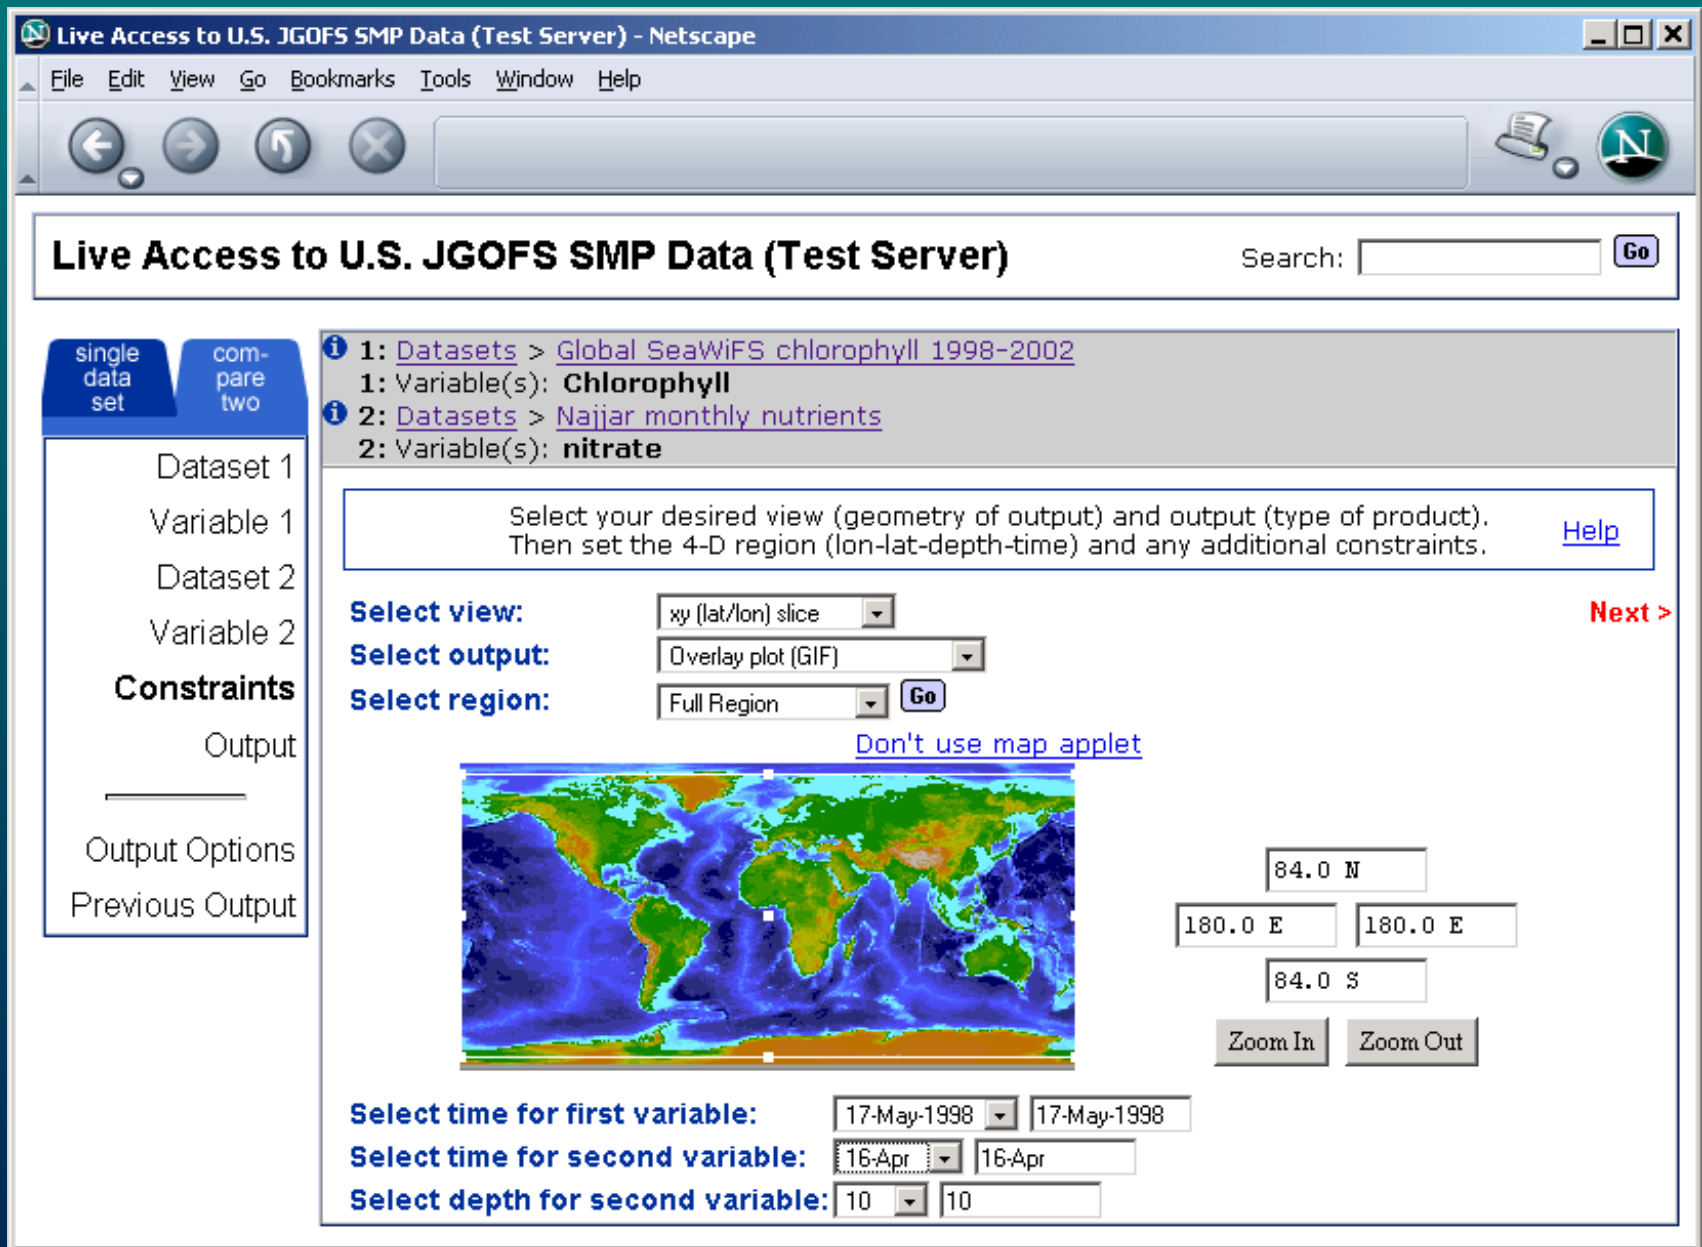 Live Access to U.S. JGOFS SMP Data (Test Server) - Netscape
File Edit View Go Bookmarks Tools Window Help
N
Live Access to U.S. JGOFS SMP Data (Test Server)
Search: Go
single data set
com-pare two
Dataset 1
Variable 1
Dataset 2
Variable 2
Constraints
Output
Output Options
Previous Output
1: Datasets > Global SeaWiFS chlorophyll 1998-2002
1: Variable(s): Chlorophyll
2: Datasets > Najjar monthly nutrients
2: Variable(s): nitrate
Select your desired view (geometry of output) and output (type of product).
Then set the 4-D region (lon-lat-depth-time) and any additional constraints.
Help
Select view: xy (lat/lon) slice
Next >
Select output: Overlay plot (GIF)
Select region: Full Region Go
Don't use map applet
84.0 N
180.0 E 180.0 E
84.0 S
Zoom In Zoom Out
Select time for first variable: 17-May-1998 17-May-1998
Select time for second variable: 16-Apr 16-Apr
Select depth for second variable: 10 10